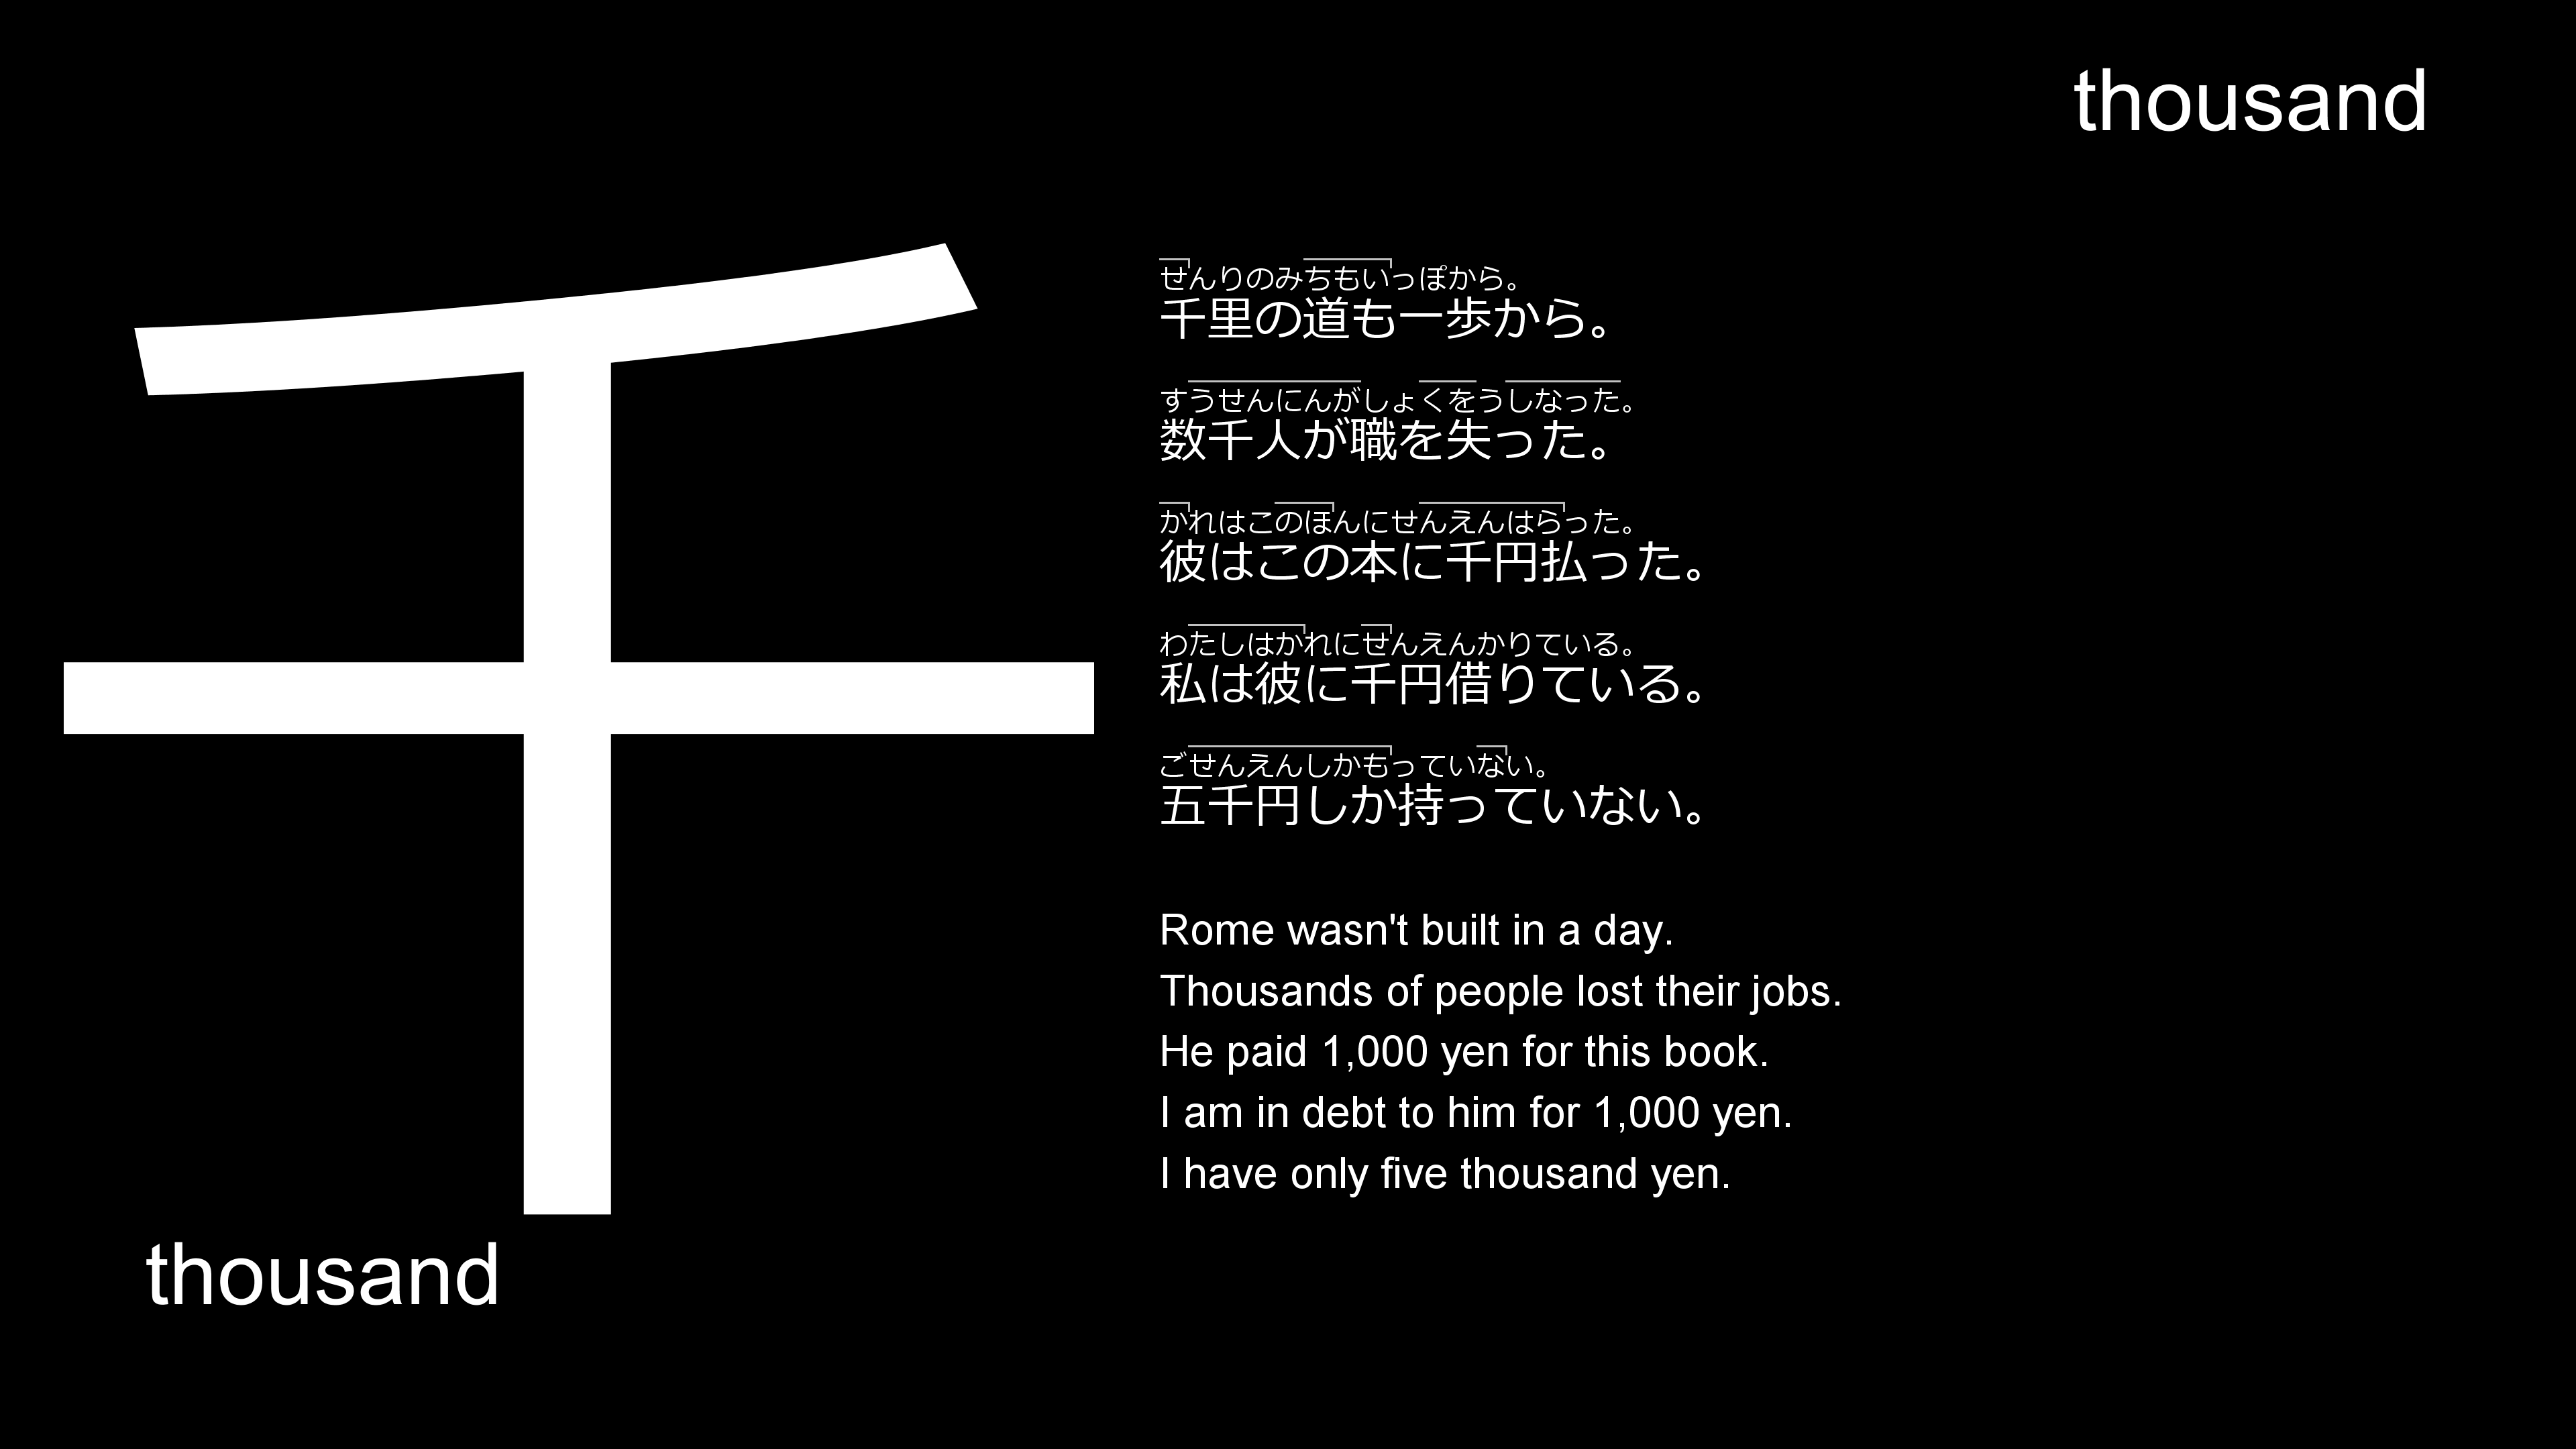 thousand
千
せんりのみちもいっぽから。
千里の道も一歩から。
すうせんにんがしょくをうしなった。
数千人が職を失った。
かれはこのほんにせんえんはらった。
彼はこの本に千円払った。
わたしはかれにせんえんかりている。
私は彼に千円借りている。
ごせんえんしかもっていない。
五千円しか持っていない。
Rome wasn't built in a day.
Thousands of people lost their jobs.
He paid 1,000 yen for this book.
I am in debt to him for 1,000 yen.
I have only five thousand yen.
thousand